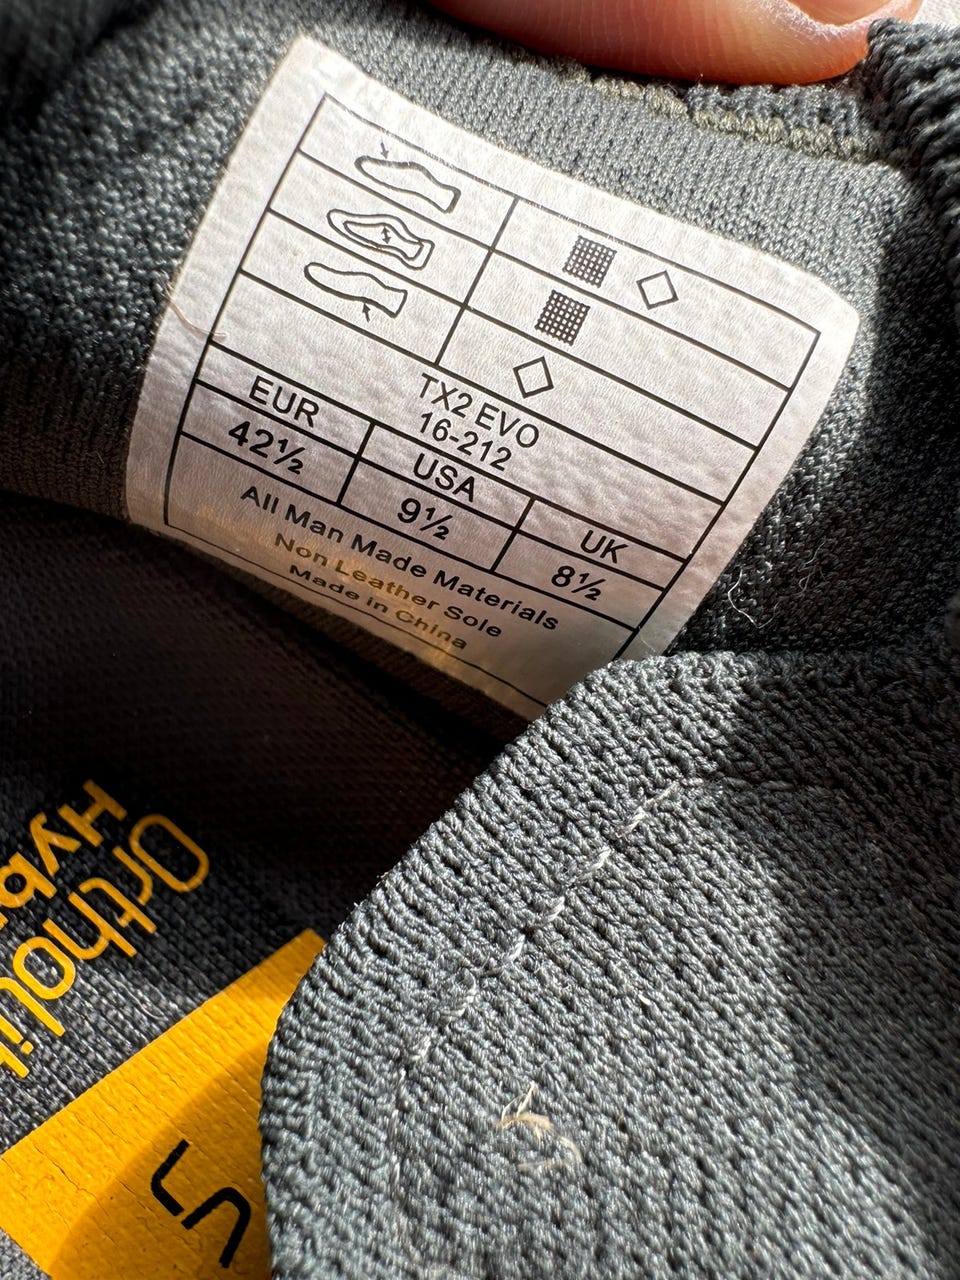 TX2 EVO
16-212
EUR USA UK
42½ 9½ 8½
All Man Made Materials
Non Leather Sole
Made in China